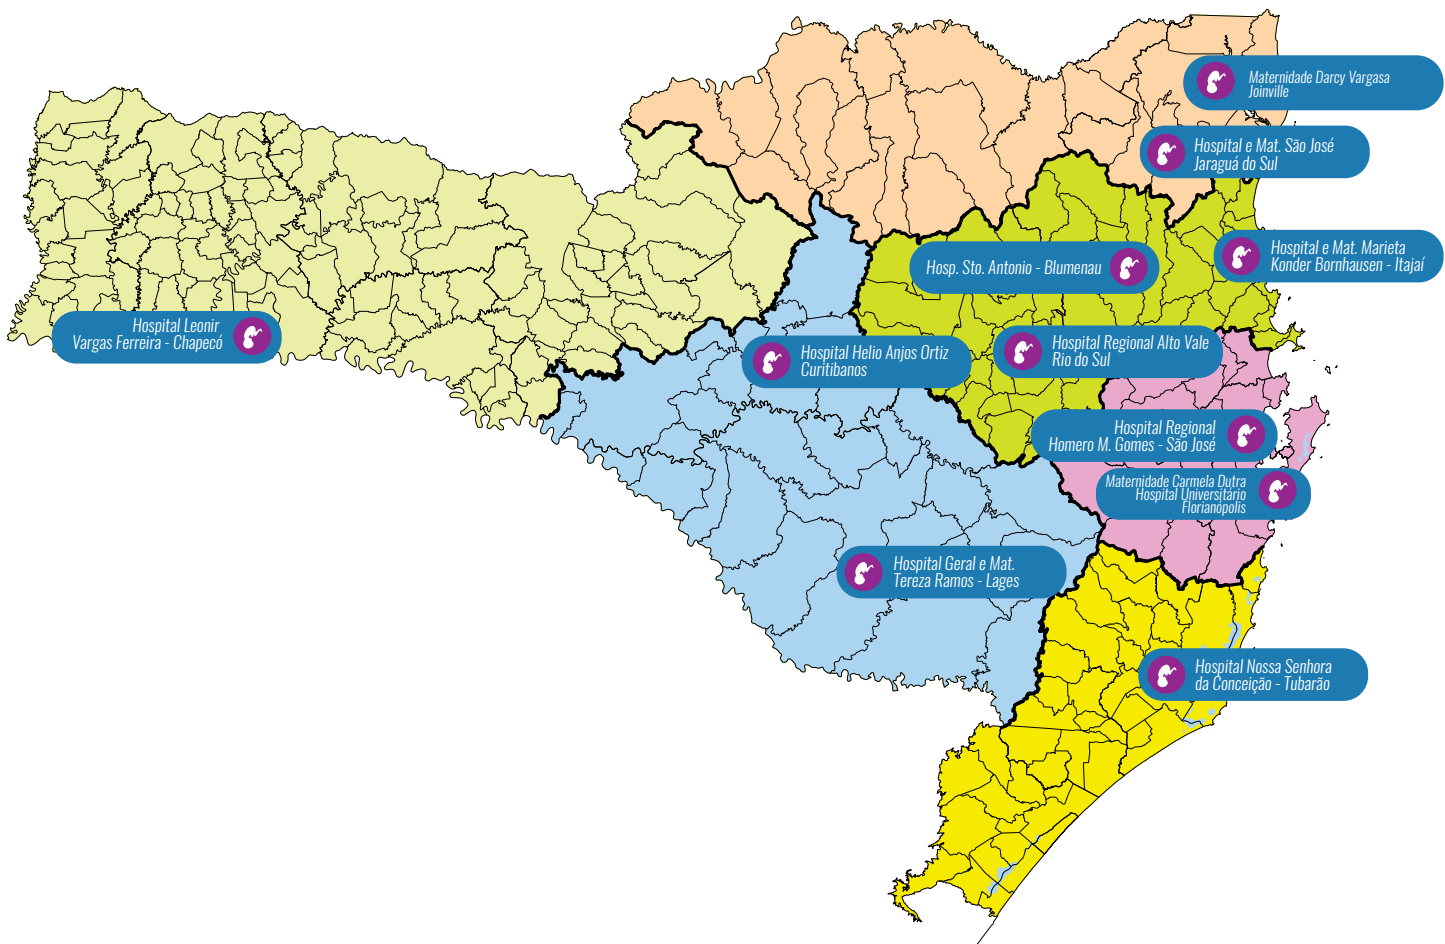 Maternidade Darcy Vargasa
Joinville
Hospital e Mat. São José
Jaraguá do Sul
Hospital e Mat. Marieta
Konder Bornhausen - Itajaí
Hosp. Sto. Antonio - Blumenau
Hospital Leonir
Vargas Ferreira - Chapecó
Hospital Helio Anjos Ortiz
Curitibanos
Hospital Regional Alto Vale
Rio do Sul
Hospital Regional
Homero M. Gomes - São José
Maternidade Carmela Dutra
Hospital Universitário
Florianópolis
Hospital Geral e Mat.
Tereza Ramos - Lages
Hospital Nossa Senhora
da Conceição - Tubarão